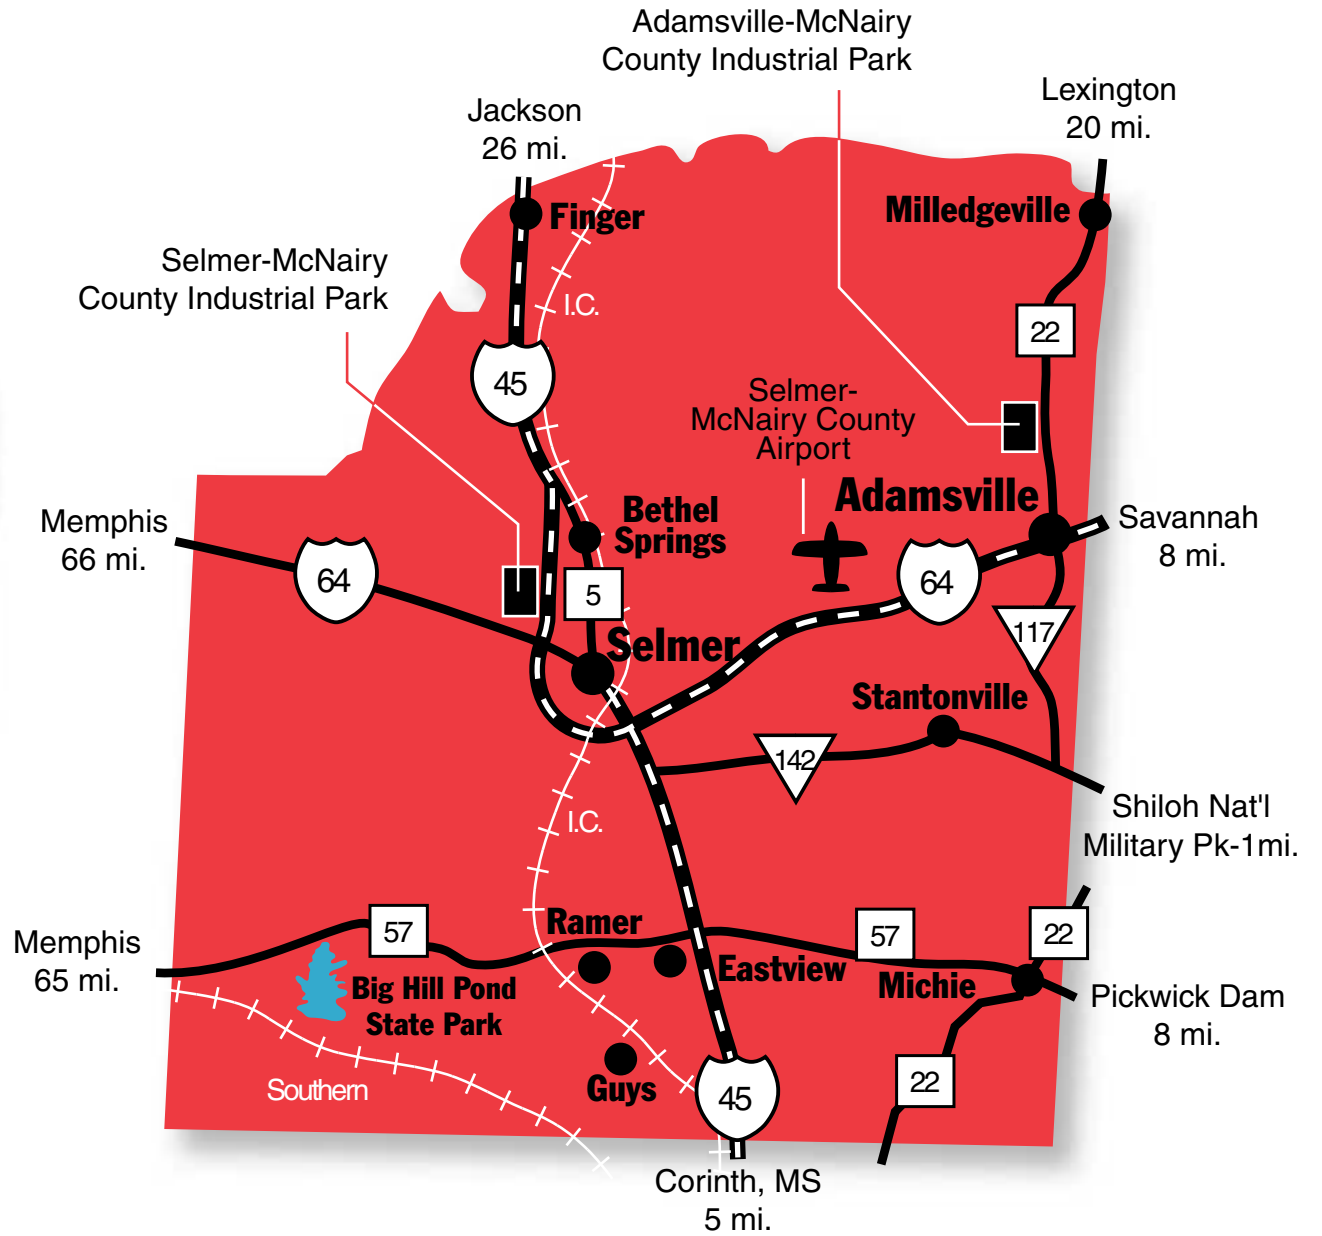 Adamsville-McNairy
County Industrial Park
Lexington
20 mi.
Jackson
26 mi.
Finger
Milledgeville
Selmer-McNairy
County Industrial Park
I.C.
22
45
Selmer-
McNairy County
Airport
Adamsville
Bethel
Springs
Memphis
66 mi.
Savannah
8 mi.
64
64
5
117
Selmer
Stantonville
142
Shiloh Nat'l
Military Pk-1mi.
I.C.
Ramer
57
57
22
Memphis
65 mi.
Eastview
Michie
Big Hill Pond
State Park
Pickwick Dam
8 mi.
Southern
Guys
22
45
Corinth, MS
5 mi.